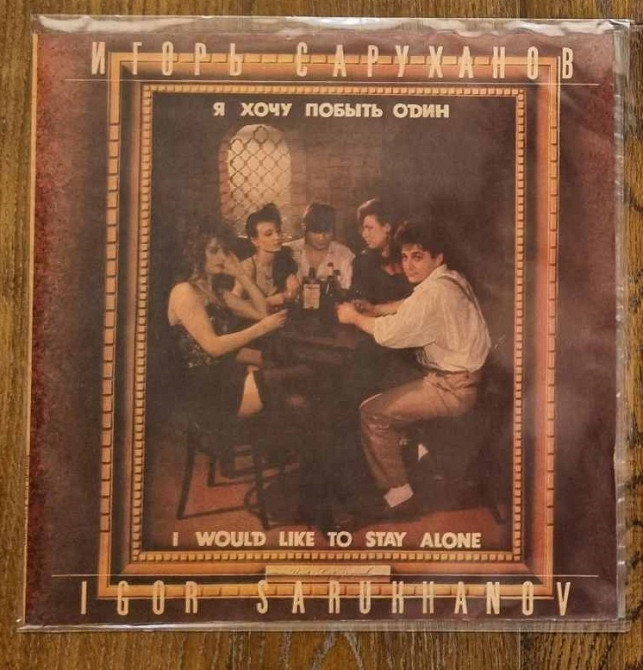 ИГОРЬ САРУХАНОВ
Я ХОЧУ ПОБЫТЬ ОДИН
I WOULD LIKE TO STAY ALONE
IGOR SARUKHANOV